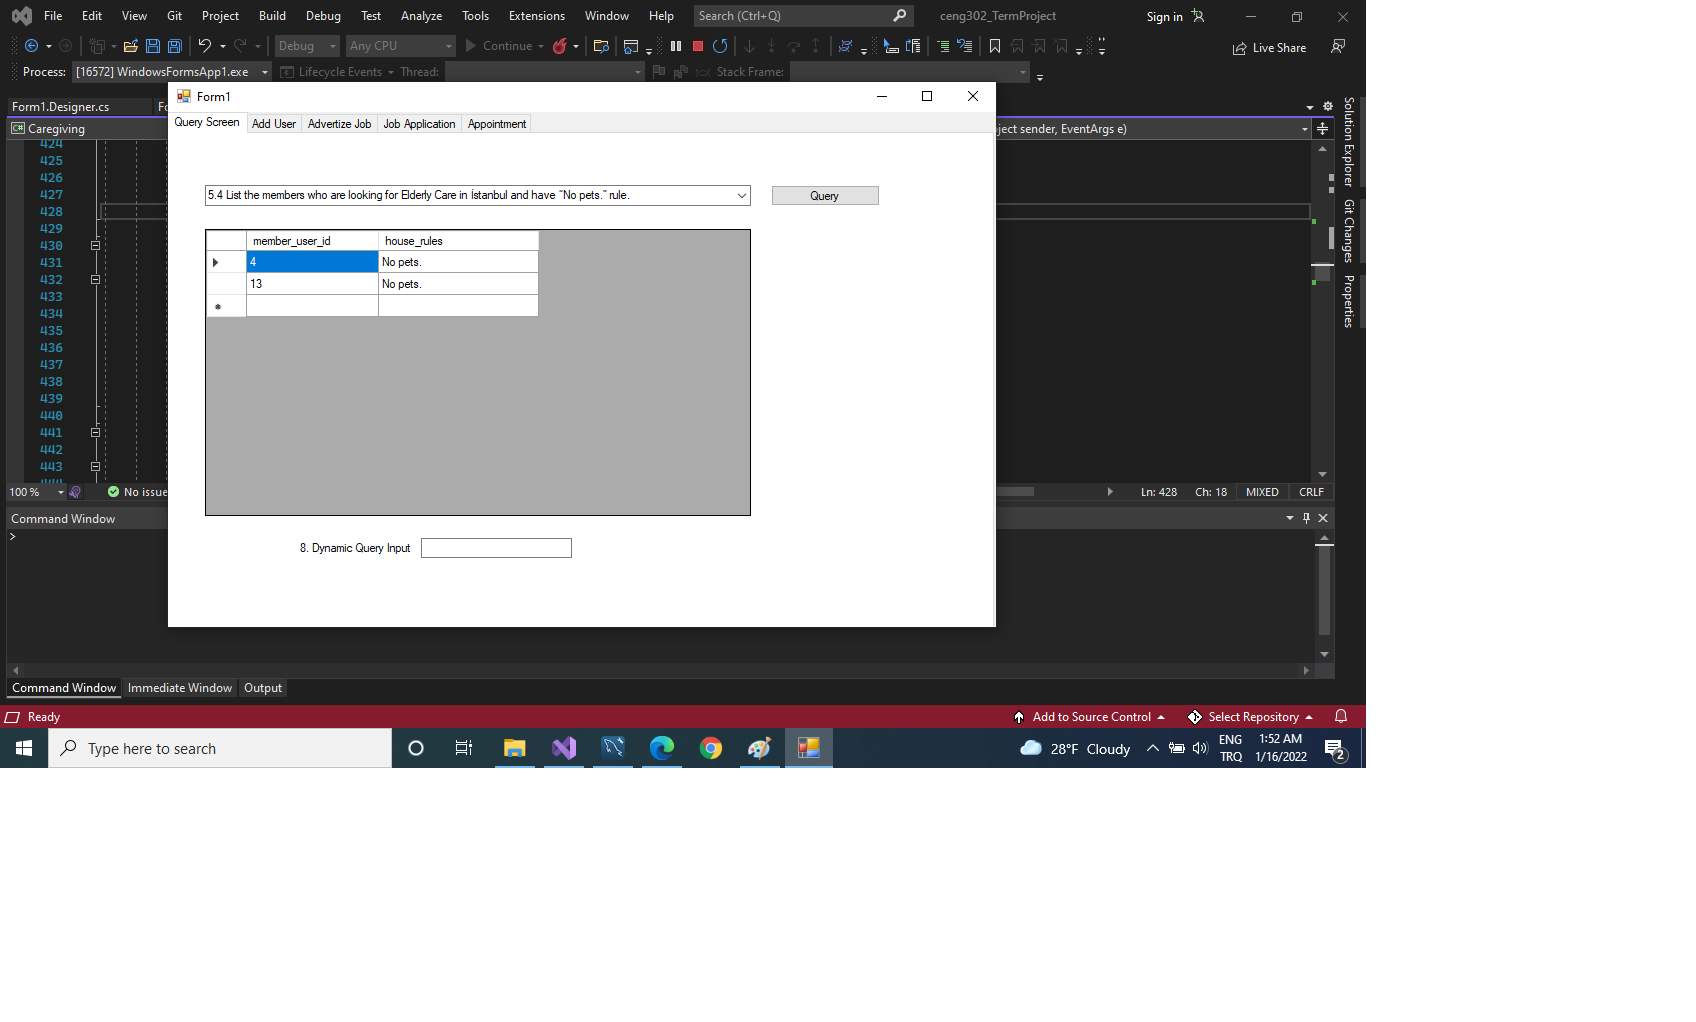 File Edit View Git Project Build Debug Test Analyze Tools Extensions Window Help Search (Ctrl+Q) ceng302_TermProject Sign in
Debug Any CPU Continue Live Share
Process: [16572] WindowsFormsApp1.exe Lifecycle Events Thread: Stack Frame:
Form1
Form1.Designer.cs Fo
Query Screen Add User Advertize Job Job Application Appointment
Caregiving
ject sender, EventArgs e)
Solution Explorer
Git Changes
Properties
424
425
426
427
428
429
430
431
432
433
434
435
436
437
438
439
440
441
442
443
5.4 List the members who are looking for Elderly Care in İstanbul and have “No pets.” rule.
Query
member_user_id house_rules
4 No pets.
13 No pets.
8. Dynamic Query Input
100 % No issue
Ln: 428 Ch: 18 MIXED CRLF
Command Window
>
Command Window Immediate Window Output
Ready Add to Source Control Select Repository
Type here to search
28°F Cloudy
ENG
TRQ
1:52 AM
1/16/2022
2